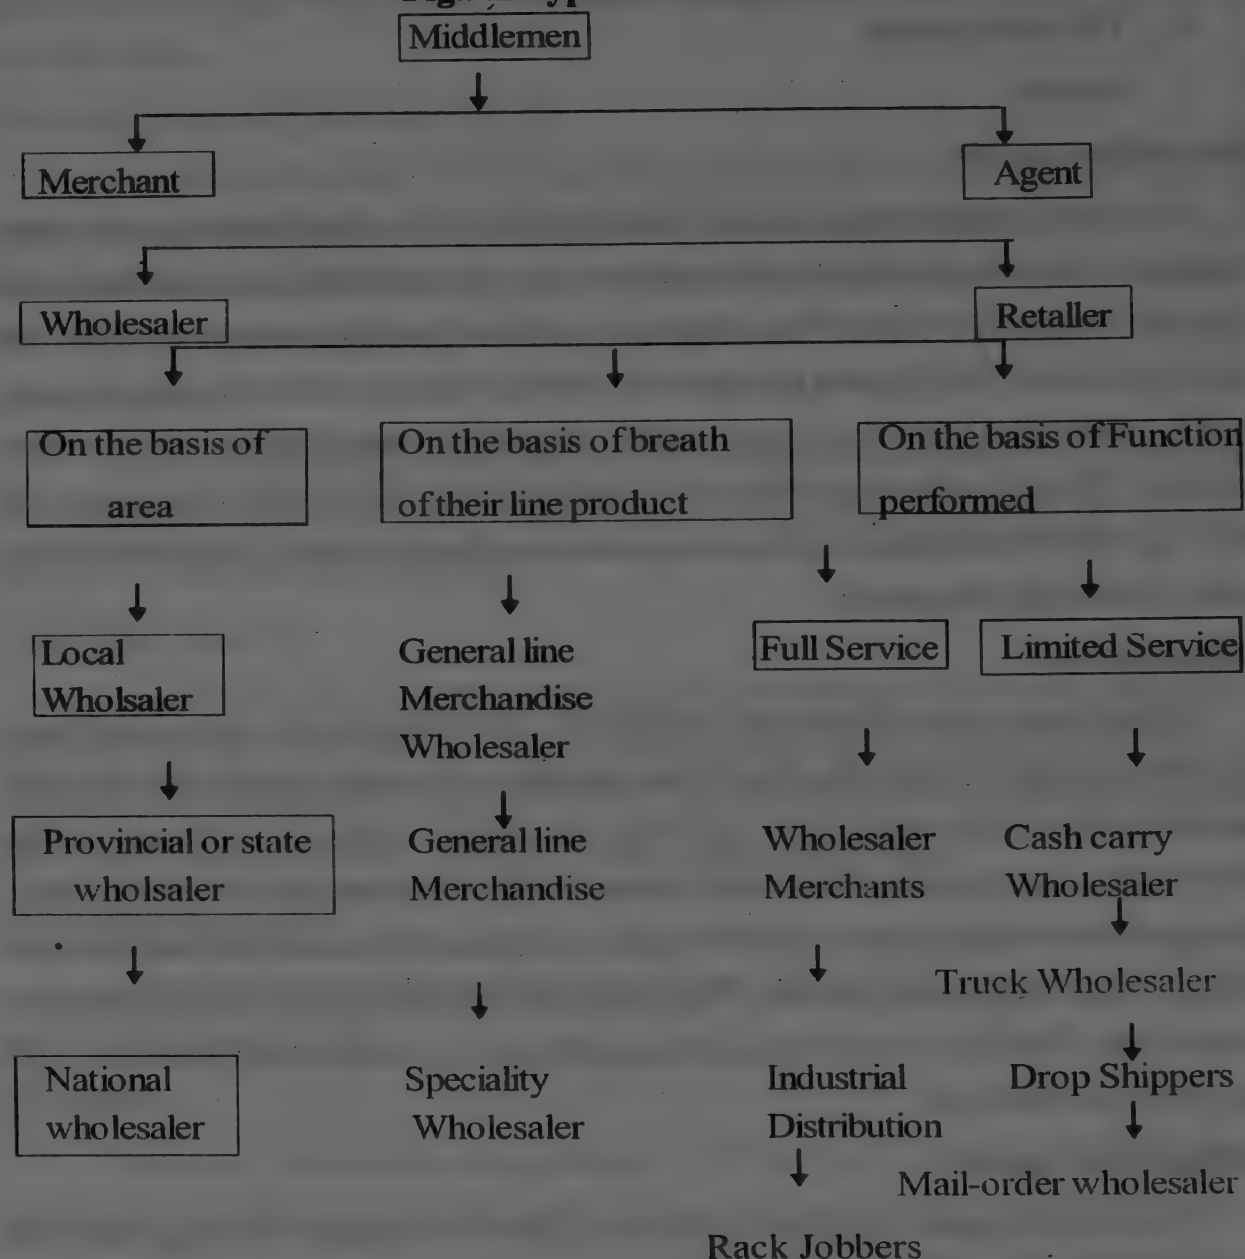 Middlemen
Merchant
Agent
Wholesaler
Retaller
On the basis of
area
On the basis of breath
of their line product
On the basis of Function
performed
Local
Wholsaler
General line
Merchandise
Wholesaler
Full Service
Limited Service
Provincial or state
wholsaler
General line
Merchandise
Wholesaler
Merchants
Cash carry
Wholesaler
Truck Wholesaler
National
wholesaler
Speciality
Wholesaler
Industrial
Distribution
Drop Shippers
Mail-order wholesaler
Rack Jobbers